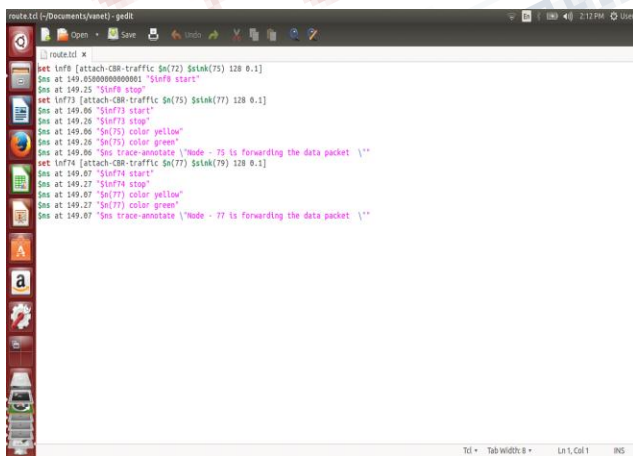 route.tcl (~/Documents/vanet) - gedit
En
2:12 PM
User
Open
Save
Undo
route.tcl ×
set inf0 [attach-CBR-traffic $n(72) $sink(75) 128 0.1]
$ns at 149.05000000000001 "$inf0 start"
$ns at 149.25 "$inf0 stop"
set inf73 [attach-CBR-traffic $n(75) $sink(77) 128 0.1]
$ns at 149.06 "$inf73 start"
$ns at 149.26 "$inf73 stop"
$ns at 149.06 "$n(75) color yellow"
$ns at 149.26 "$n(75) color green"
$ns at 149.06 "$ns trace-annotate \"Node - 75 is forwarding the data packet  \""
set inf74 [attach-CBR-traffic $n(77) $sink(79) 128 0.1]
$ns at 149.07 "$inf74 start"
$ns at 149.27 "$inf74 stop"
$ns at 149.07 "$n(77) color yellow"
$ns at 149.27 "$n(77) color green"
$ns at 149.07 "$ns trace-annotate \"Node - 77 is forwarding the data packet  \""
Tcl
Tab Width: 8
Ln 1, Col 1
INS